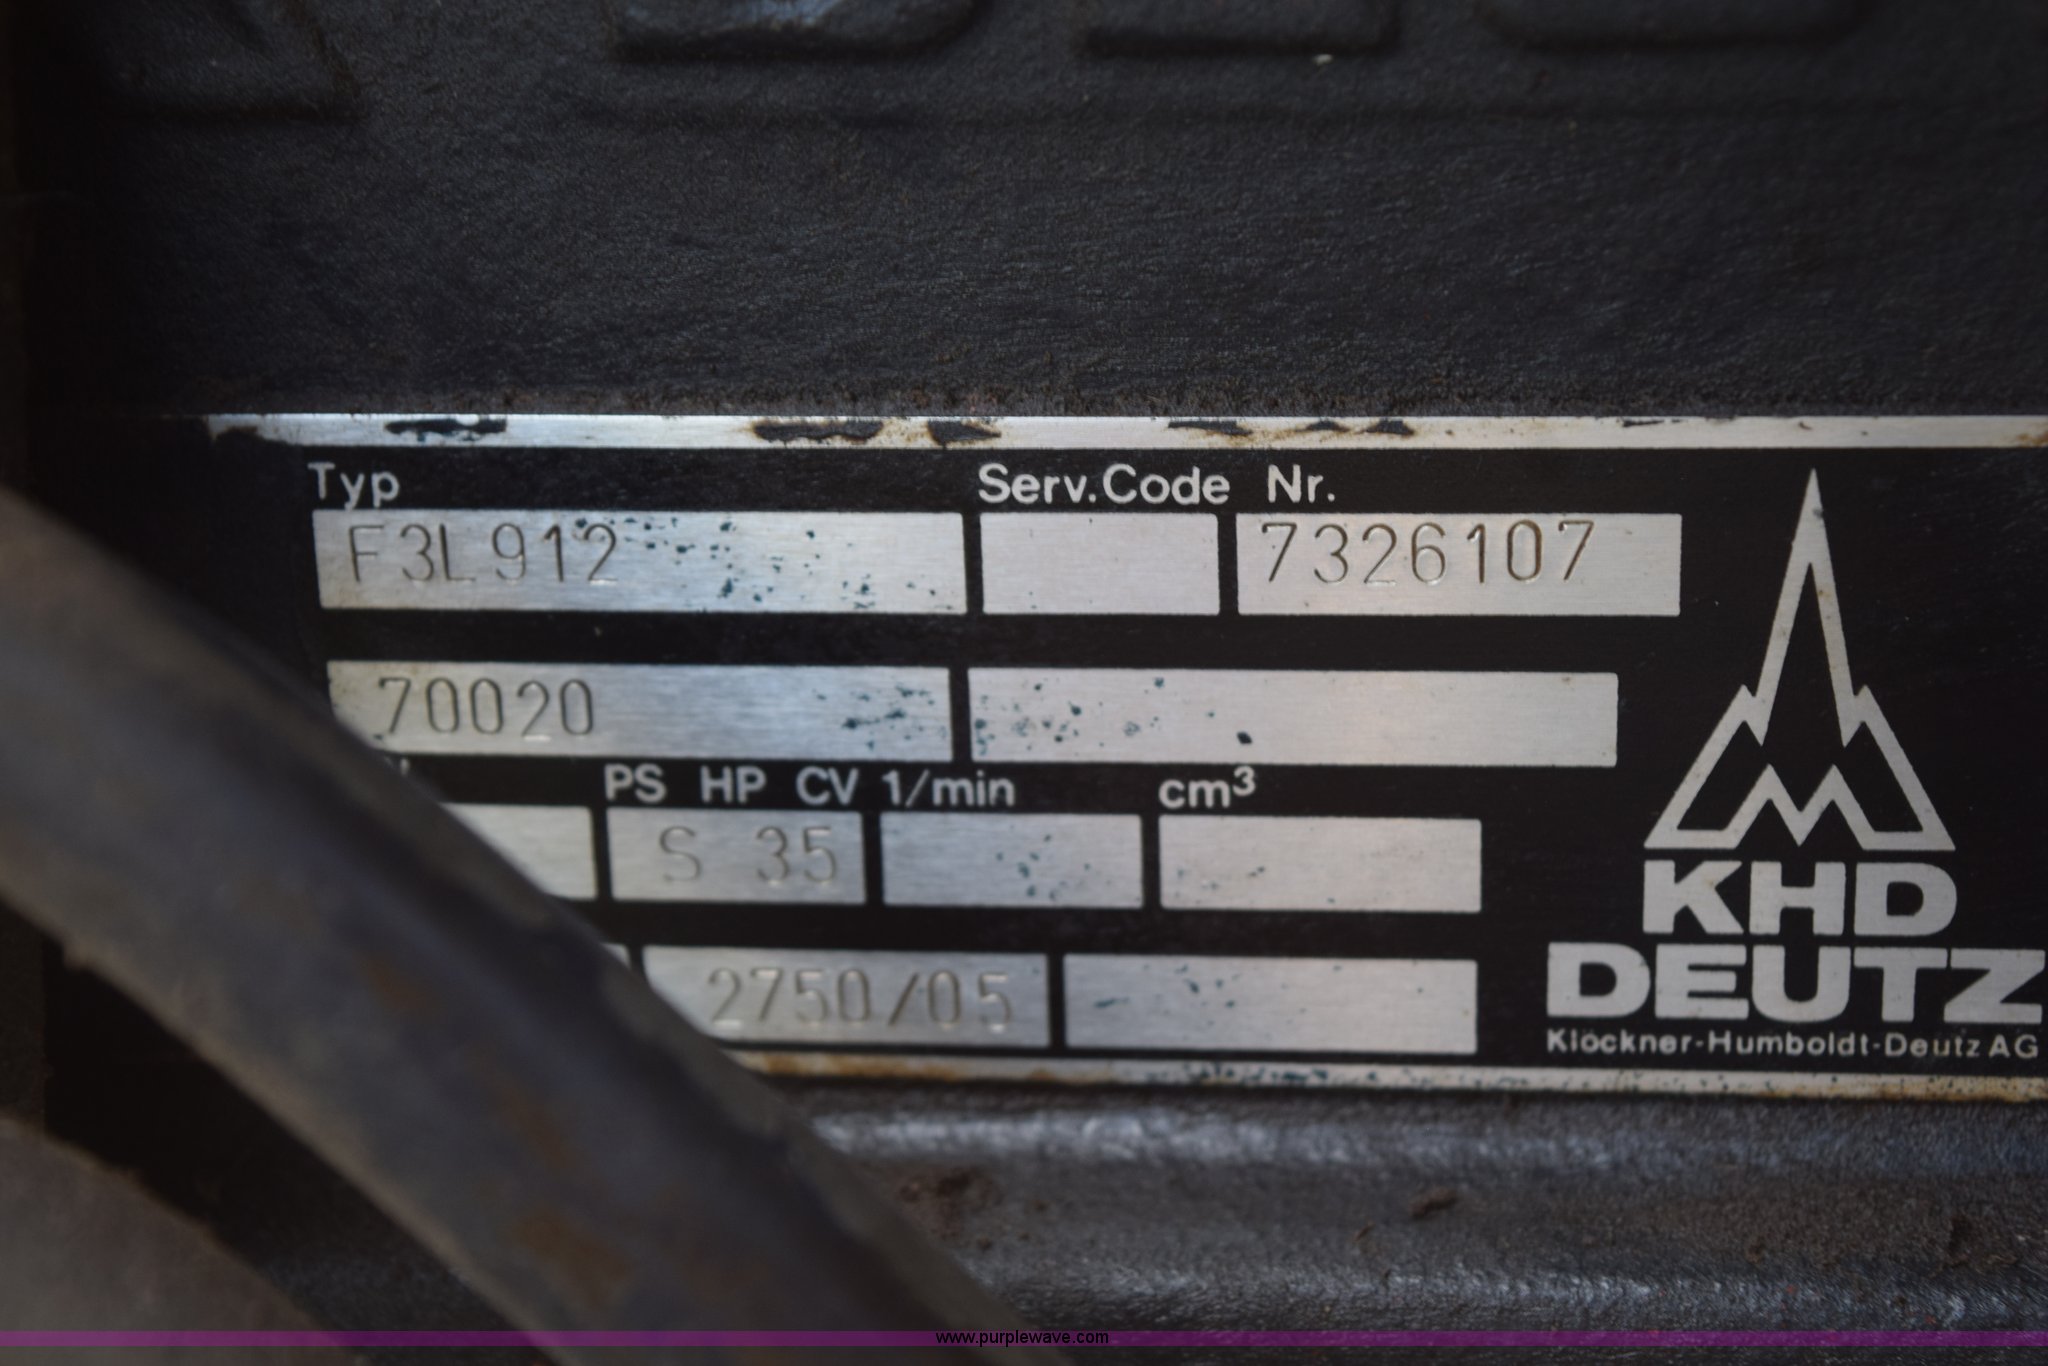 Typ Serv.Code Nr.
F3L912 7326107
70020
PS HP CV 1/min cm³
S 35
KHD
2750/05
DEUTZ
Klöckner-Humboldt-Deutz AG
www.purplewave.com